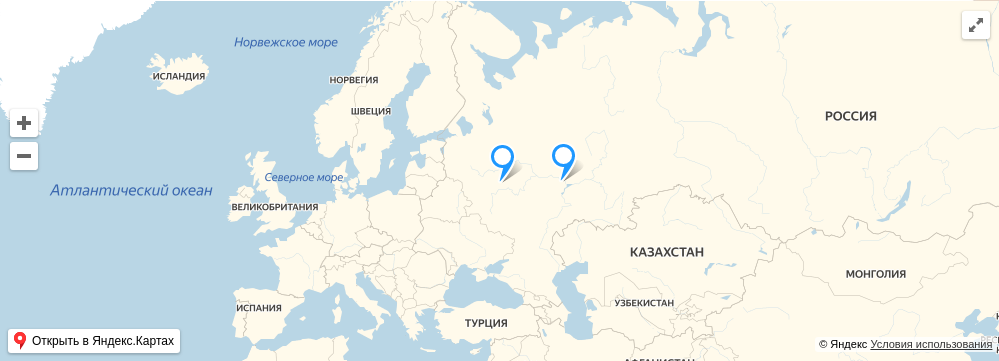 Норвежское море
ИСЛАНДИЯ
НОРВЕГИЯ
ШВЕЦИЯ
РОССИЯ
Северное море
Атлантический океан
ВЕЛИКОБРИТАНИЯ
КАЗАХСТАН
МОНГОЛИЯ
УЗБЕКИСТАН
ИСПАНИЯ
ТУРЦИЯ
Открыть в Яндекс.Картах
© Яндекс Условия использования